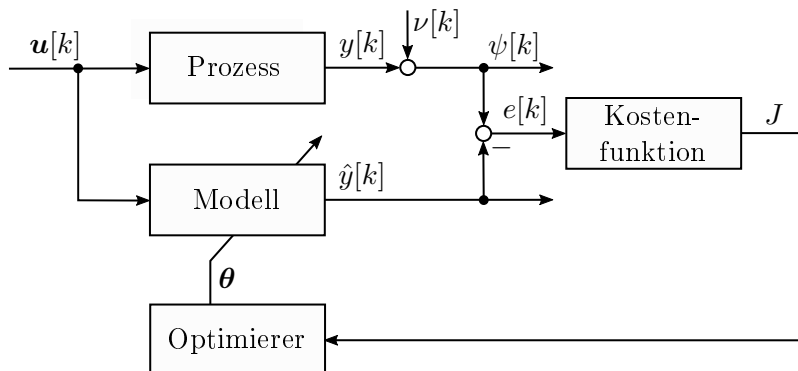 u[k]
Prozess
y[k]
ν[k]
ψ[k]
e[k]
−
Kosten-
funktion
J
Modell
ŷ[k]
θ
Optimierer